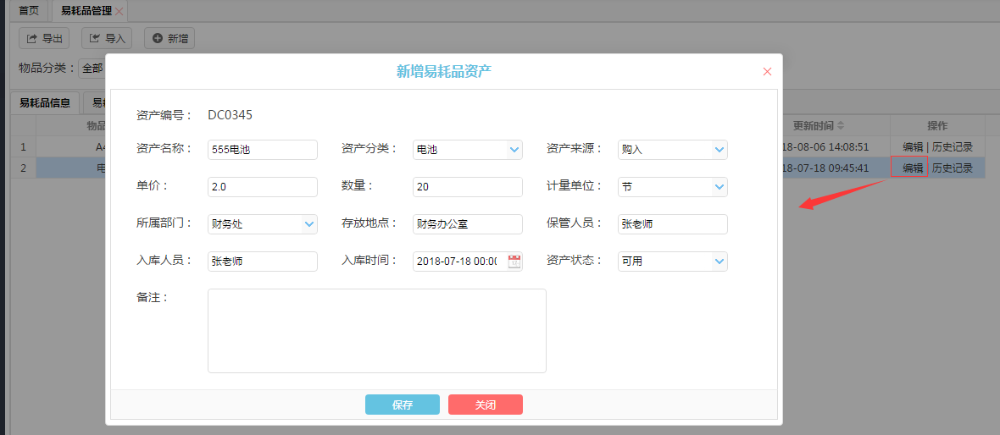 首页 易耗品管理
导出 导入 新增
物品分类： 全部
新增易耗品资产
易耗品信息
更新时间 操作
资产编号： DC0345
1 18-08-06 14:08:51 编辑 | 历史记录
资产名称： 555电池 资产分类： 电池 资产来源： 购入
2 18-07-18 09:45:41 编辑 | 历史记录
单价： 2.0 数量： 20 计量单位： 节
所属部门： 财务处 存放地点： 财务办公室 保管人员： 张老师
入库人员： 张老师 入库时间： 2018-07-18 00:00 资产状态： 可用
备注：
保存 关闭